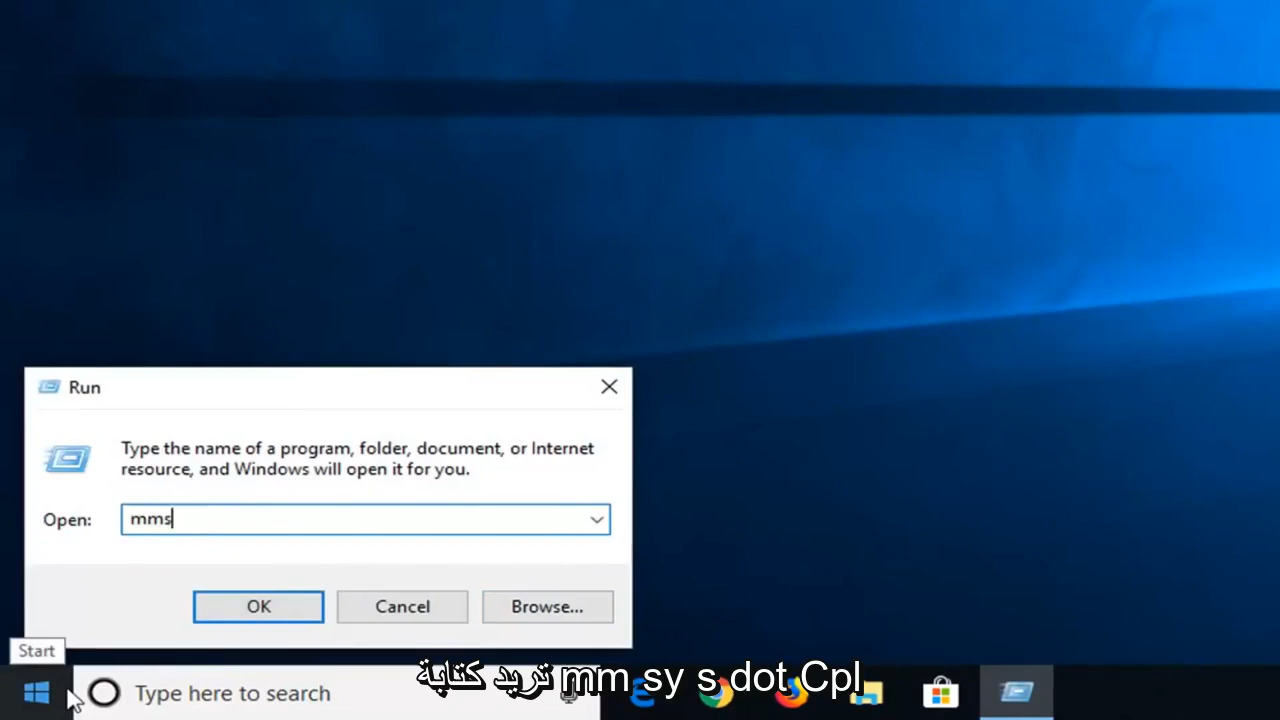 Run
Type the name of a program, folder, document, or Internet
resource, and Windows will open it for you.
Open: mms
OK Cancel Browse...
Start
تريد كتابة mm sy s dot Cpl
Type here to search